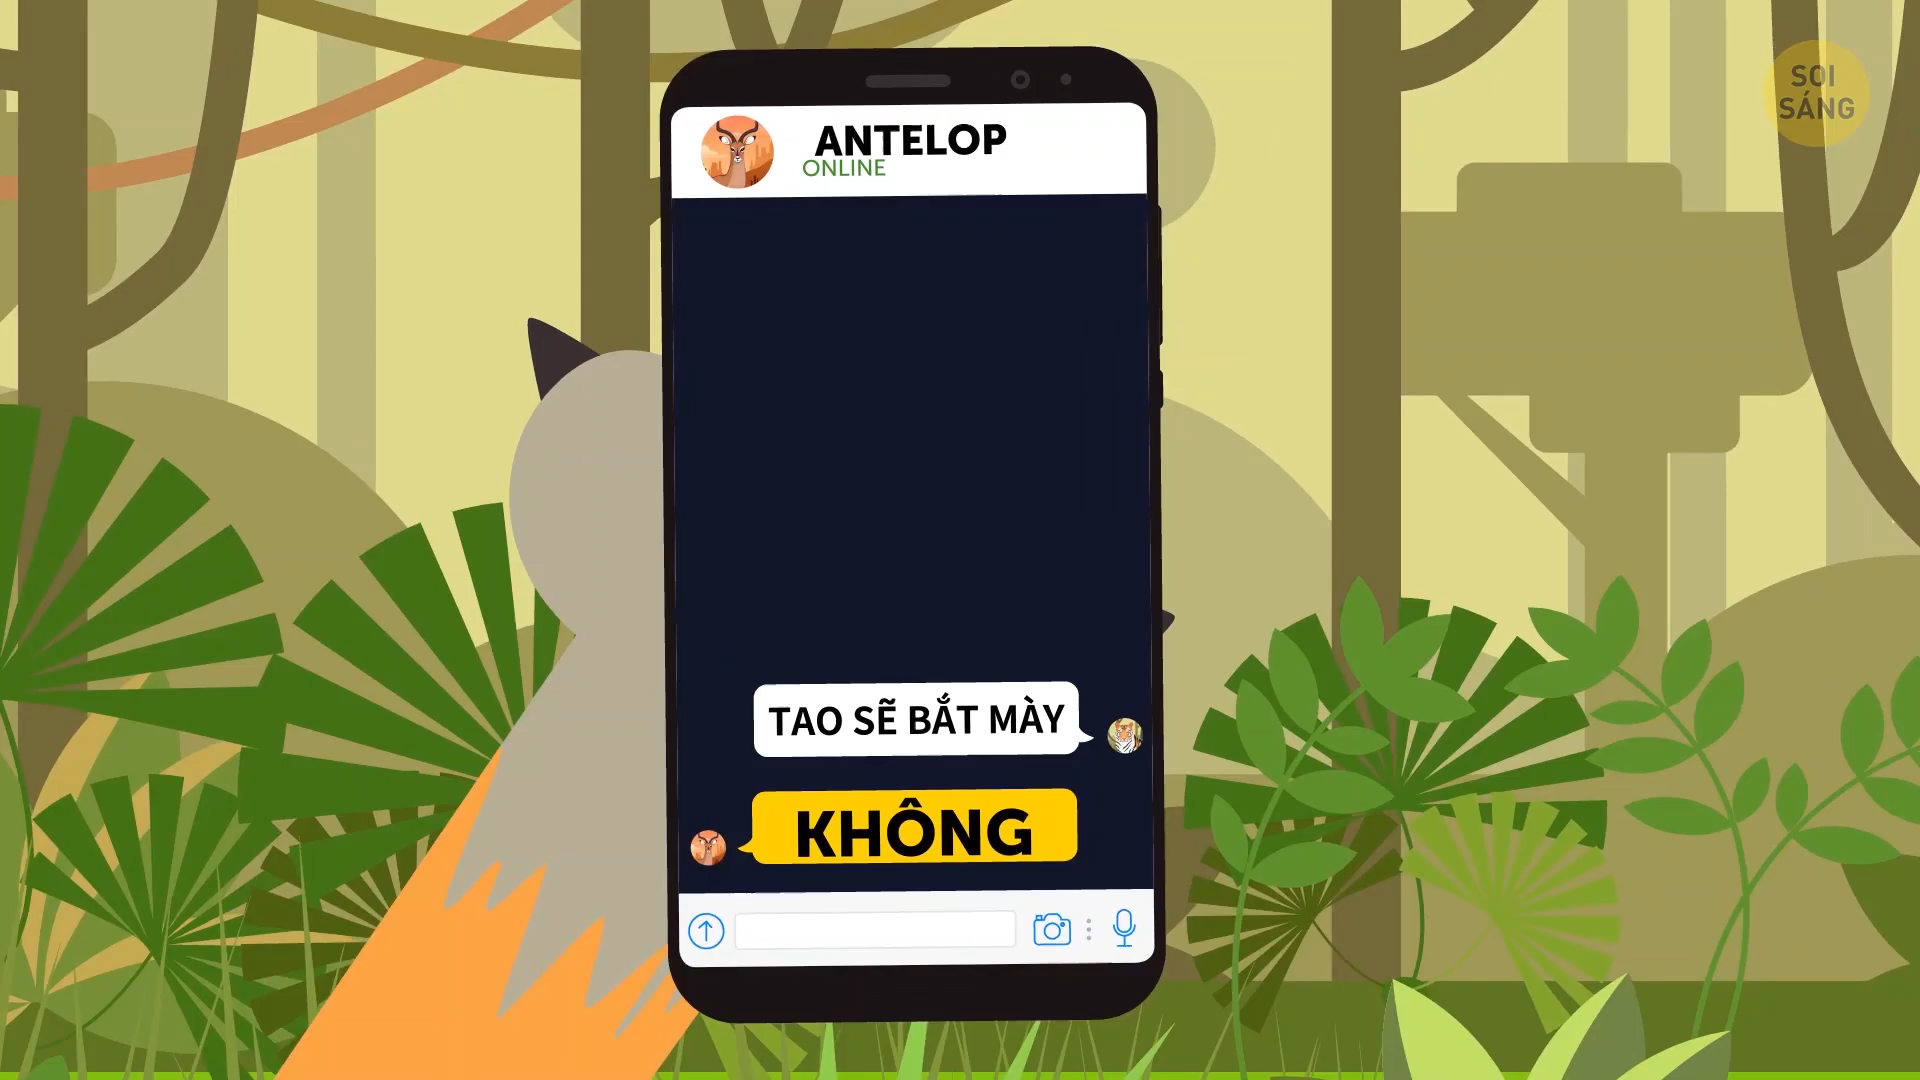 SOI
SÁNG
ANTELOP
ONLINE
TAO SẼ BẮT MÀY
KHÔNG